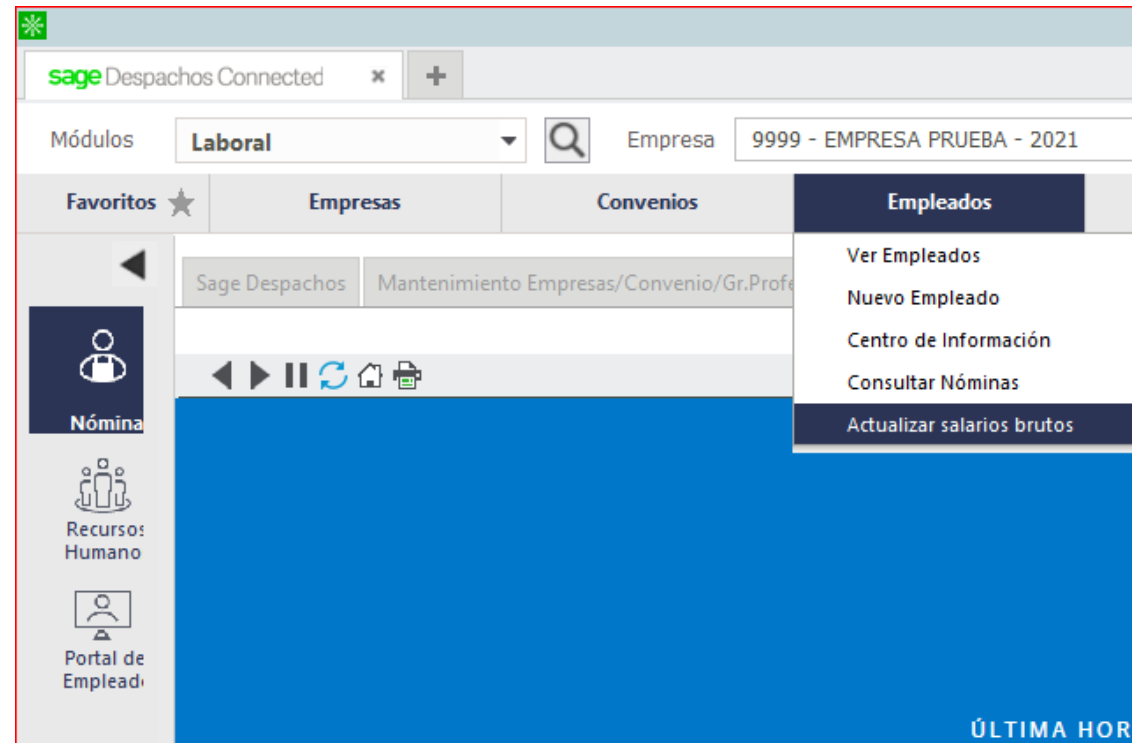 sage Despachos Connected
Módulos Laboral Empresa 9999 - EMPRESA PRUEBA - 2021
Favoritos Empresas Convenios Empleados
Ver Empleados
Sage Despachos Mantenimiento Empresas/Convenio/Gr.Profe
Nuevo Empleado
Centro de Información
Consultar Nóminas
Actualizar salarios brutos
Nómina
Recursos
Humano
Portal de
Emplead
ÚLTIMA HOR